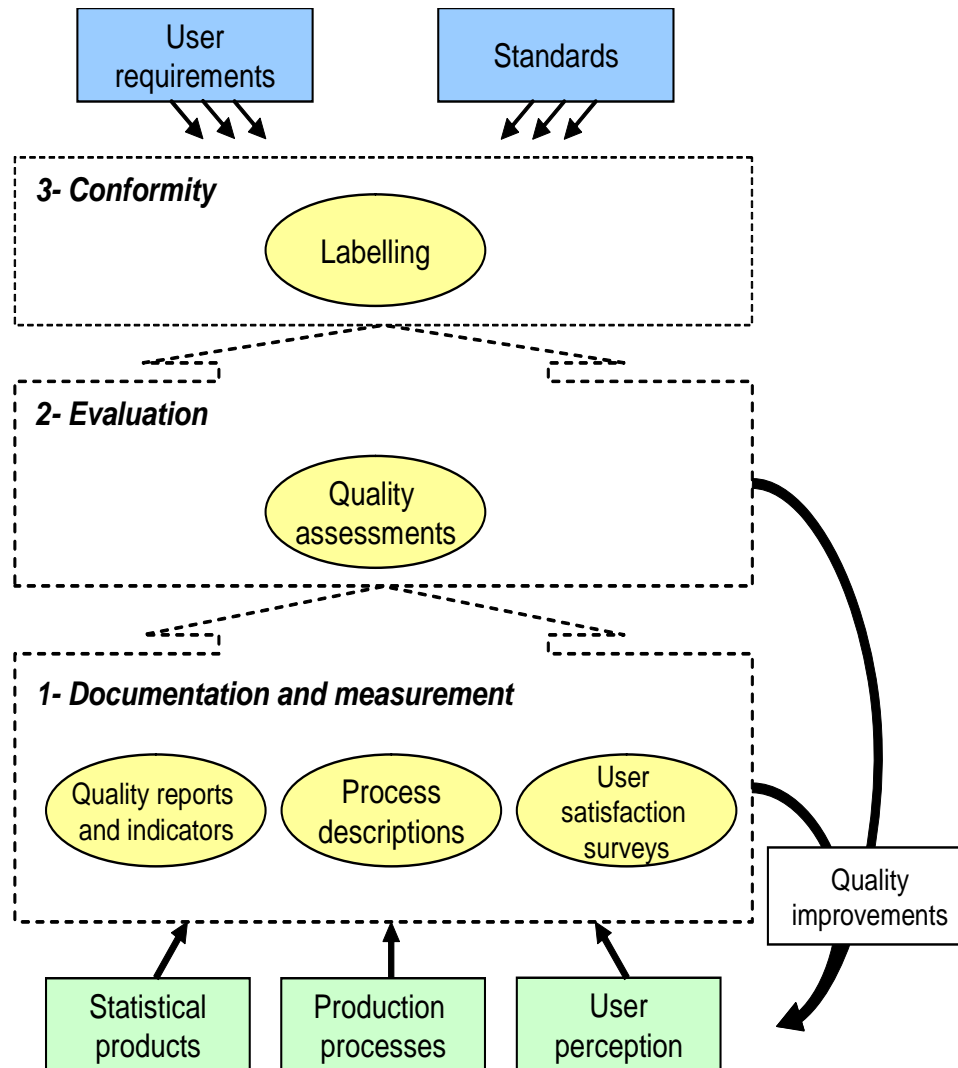 User
requirements
Standards
3- Conformity
Labelling
2- Evaluation
Quality
assessments
1- Documentation and measurement
Quality reports
and indicators
Process
descriptions
User
satisfaction
surveys
Quality
improvements
Statistical
products
Production
processes
User
perception